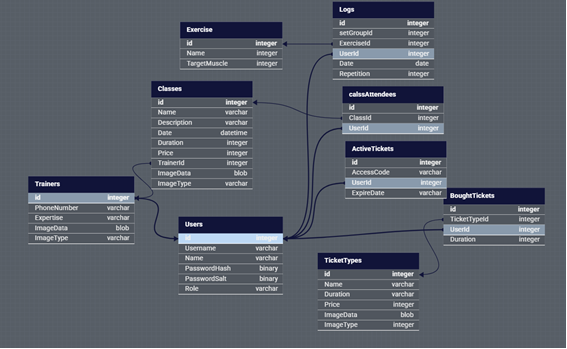 Logs
id integer
setGroupId integer
ExerciseId integer
UserId integer
Date date
Repetition integer
Exercise
id integer
Name integer
TargetMuscle integer
Classes
id integer
Name varchar
Description varchar
Date datetime
Duration integer
Price integer
TrainerId integer
ImageData blob
ImageType varchar
calssAttendees
id integer
ClassId integer
UserId integer
ActiveTickets
id integer
AccessCode varchar
UserId integer
ExpireDate varchar
Trainers
id integer
PhoneNumber varchar
Expertise varchar
ImageData blob
ImageType varchar
BoughtTickets
id integer
TicketTypeId integer
UserId integer
Duration integer
Users
id integer
Username varchar
Name varchar
PasswordHash binary
PasswordSalt binary
Role varchar
TicketTypes
id integer
Name varchar
Duration varchar
Price integer
ImageData blob
ImageType integer